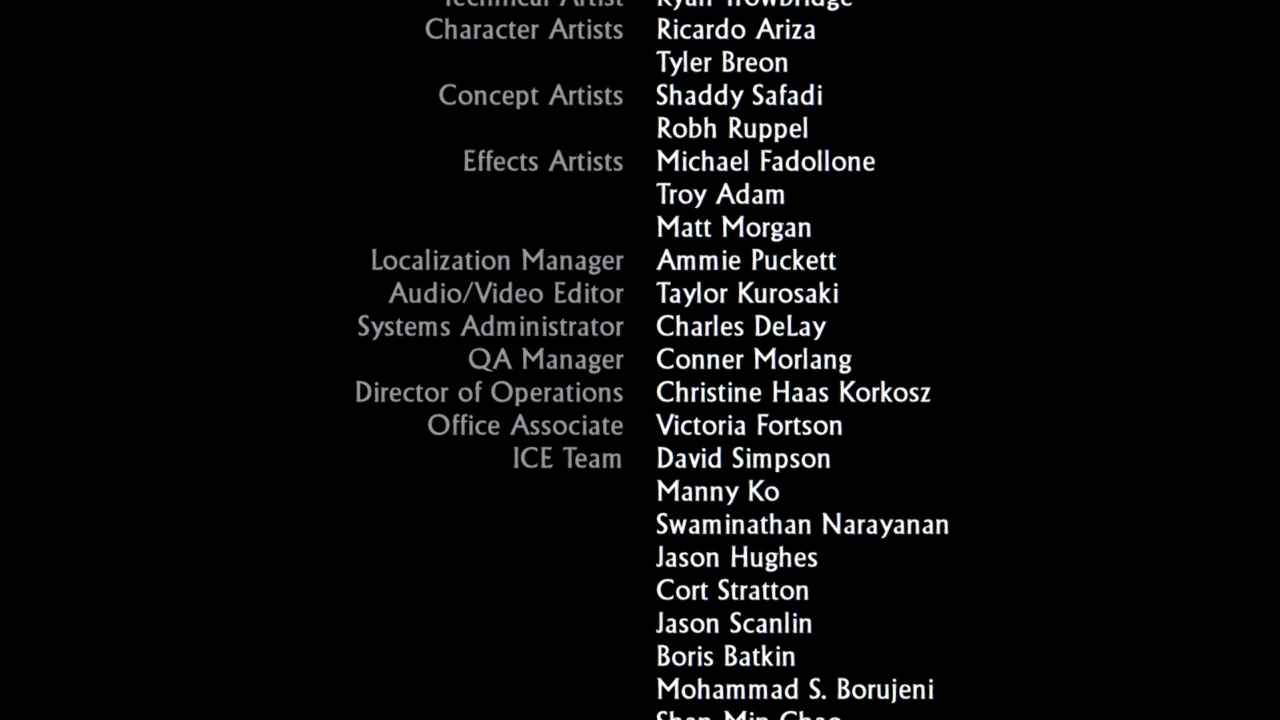 Technical Artist Ryan Trowbridge
Character Artists Ricardo Ariza
Tyler Breon
Concept Artists Shaddy Safadi
Robh Ruppel
Effects Artists Michael Fadollone
Troy Adam
Matt Morgan
Localization Manager Ammie Puckett
Audio/Video Editor Taylor Kurosaki
Systems Administrator Charles DeLay
QA Manager Conner Morlang
Director of Operations Christine Haas Korkosz
Office Associate Victoria Fortson
ICE Team David Simpson
Manny Ko
Swaminathan Narayanan
Jason Hughes
Cort Stratton
Jason Scanlin
Boris Batkin
Mohammad S. Borujeni
Shan Min Chao